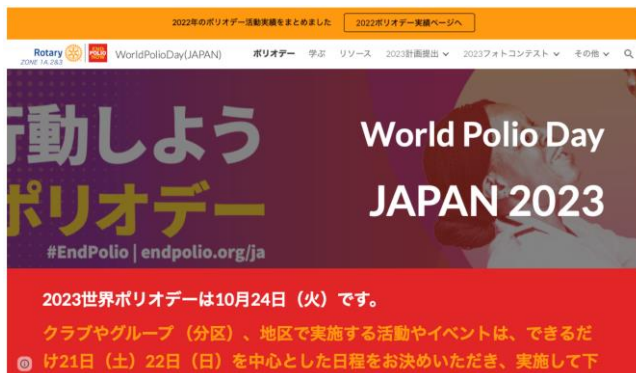 2022年のポリオデー活動実績をまとめました 2022ポリオデー実績ページへ
Rotary END POLIO NOW WorldPolioDay(JAPAN) ポリオデー 学ぶ リソース 2023計画提出 2023フォトコンテスト その他
ZONE 1A.2&3
行動しよう
ポリオデー
#EndPolio | endpolio.org/ja
World Polio Day
JAPAN 2023
2023世界ポリオデーは10月24日（火）です。
クラブやグループ（分区）、地区で実施する活動やイベントは、できるだ
け21日（土）22日（日）を中心とした日程をお決めいただき、実施して下